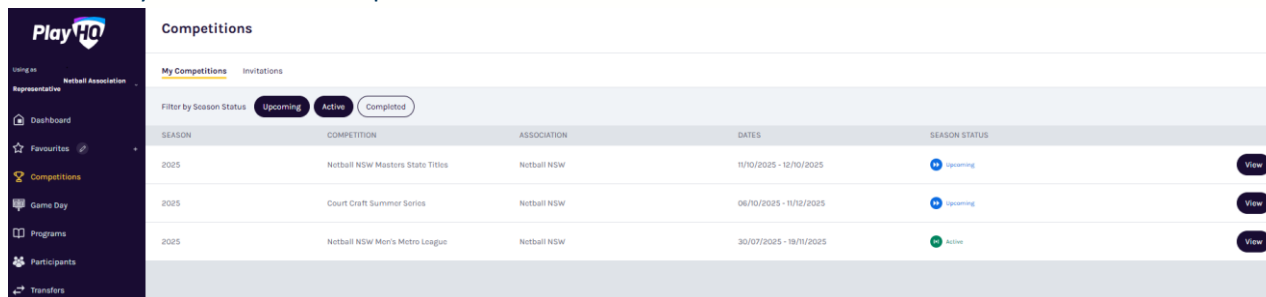 PlayHQ
Competitions
Using as
Netball Association
Representative
My Competitions Invitations
Filter by Season Status Upcoming Active Completed
Dashboard
Favourites
Competitions
Game Day
Programs
Participants
Transfers
SEASON COMPETITION ASSOCIATION DATES SEASON STATUS
2025 Netball NSW Masters State Titles Netball NSW 11/10/2025 - 12/10/2025 Upcoming View
2025 Court Craft Summer Series Netball NSW 06/10/2025 - 11/12/2025 Upcoming View
2025 Netball NSW Men's Metro League Netball NSW 30/07/2025 - 19/11/2025 Active View